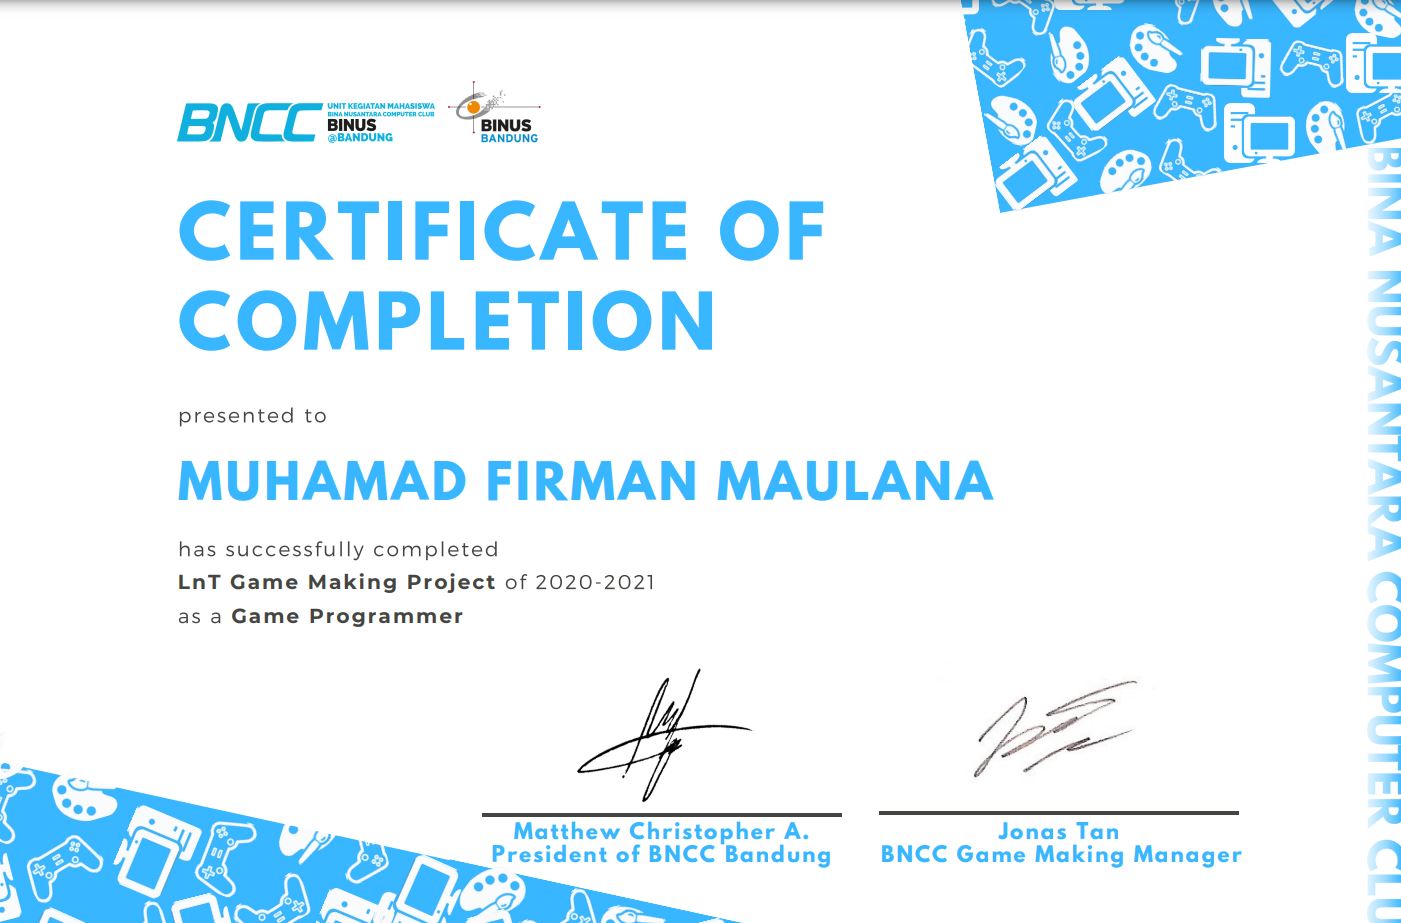 BNCC
UNIT KEGIATAN MAHASISWA
BINA NUSANTARA COMPUTER CLUB
BINUS
@BANDUNG
BINUS
BANDUNG
CERTIFICATE OF
COMPLETION
presented to
MUHAMAD FIRMAN MAULANA
has successfully completed
LnT Game Making Project of 2020-2021
as a Game Programmer
Matthew Christopher A.
President of BNCC Bandung
Jonas Tan
BNCC Game Making Manager
BINA NUSANTARA COMPUTER CLU